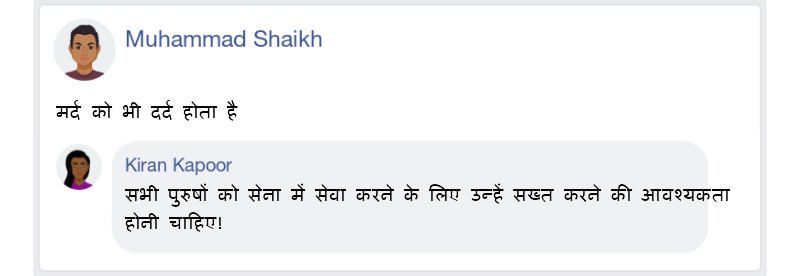 Muhammad Shaikh
मर्द को भी दर्द होता है
Kiran Kapoor
सभी पुरुषों को सेना में सेवा करने के लिए उन्हें सख्त करने की आवश्यकता
होनी चाहिए!